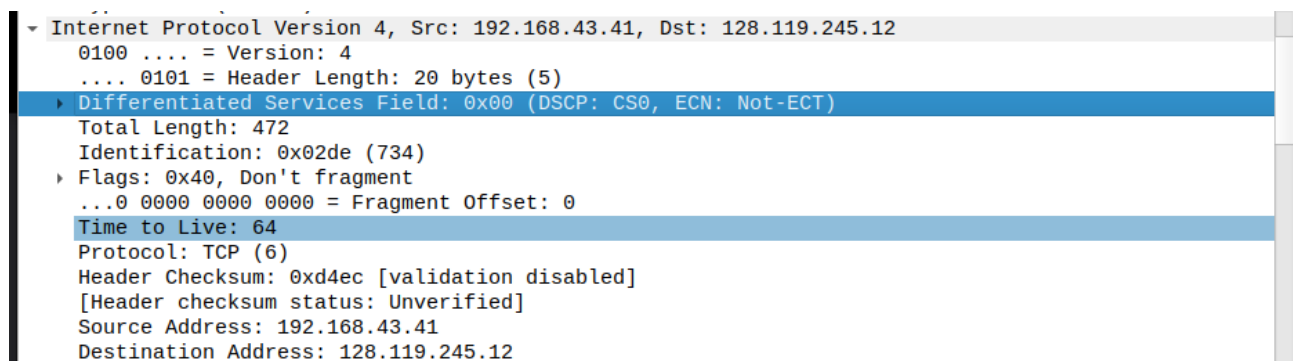 Internet Protocol Version 4, Src: 192.168.43.41, Dst: 128.119.245.12
0100 .... = Version: 4
.... 0101 = Header Length: 20 bytes (5)
Differentiated Services Field: 0x00 (DSCP: CS0, ECN: Not-ECT)
Total Length: 472
Identification: 0x02de (734)
Flags: 0x40, Don't fragment
...0 0000 0000 0000 = Fragment Offset: 0
Time to Live: 64
Protocol: TCP (6)
Header Checksum: 0xd4ec [validation disabled]
[Header checksum status: Unverified]
Source Address: 192.168.43.41
Destination Address: 128.119.245.12